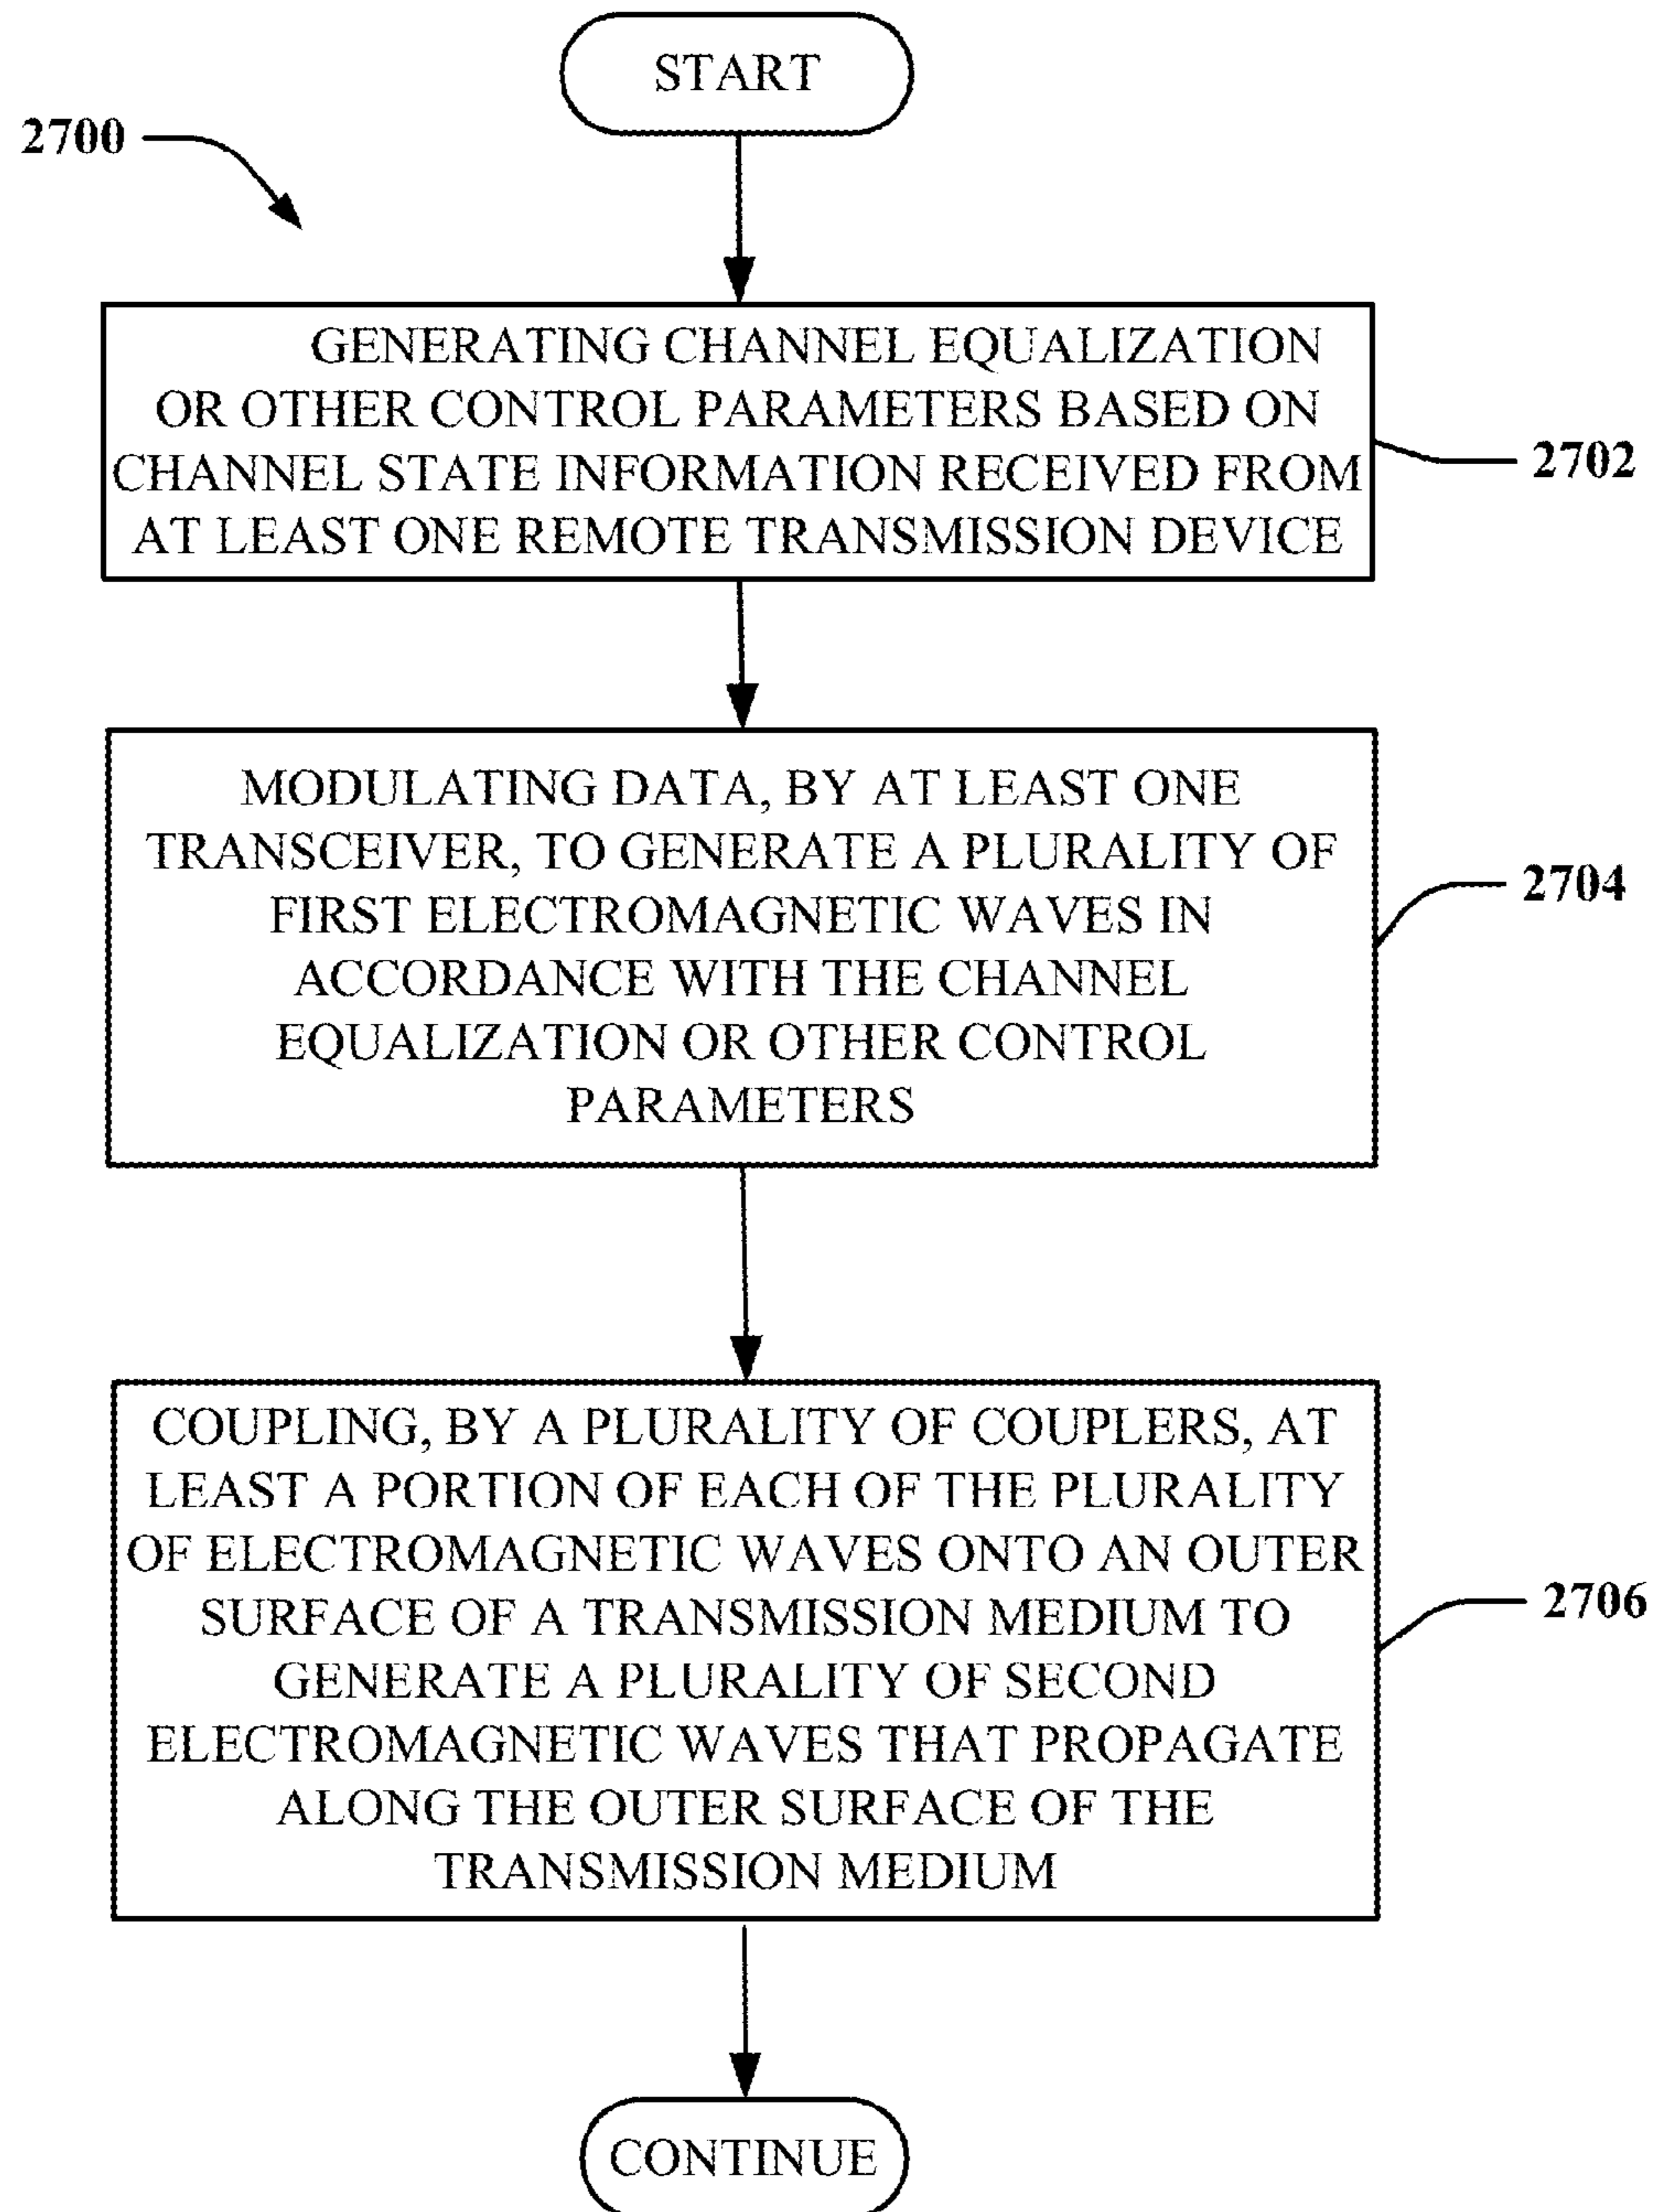 START
2700
GENERATING CHANNEL EQUALIZATION
OR OTHER CONTROL PARAMETERS BASED ON
CHANNEL STATE INFORMATION RECEIVED FROM
AT LEAST ONE REMOTE TRANSMISSION DEVICE
2702
MODULATING DATA, BY AT LEAST ONE
TRANSCEIVER, TO GENERATE A PLURALITY OF
FIRST ELECTROMAGNETIC WAVES IN
ACCORDANCE WITH THE CHANNEL
EQUALIZATION OR OTHER CONTROL
PARAMETERS
2704
COUPLING, BY A PLURALITY OF COUPLERS, AT
LEAST A PORTION OF EACH OF THE PLURALITY
OF ELECTROMAGNETIC WAVES ONTO AN OUTER
SURFACE OF A TRANSMISSION MEDIUM TO
GENERATE A PLURALITY OF SECOND
ELECTROMAGNETIC WAVES THAT PROPAGATE
ALONG THE OUTER SURFACE OF THE
TRANSMISSION MEDIUM
2706
CONTINUE